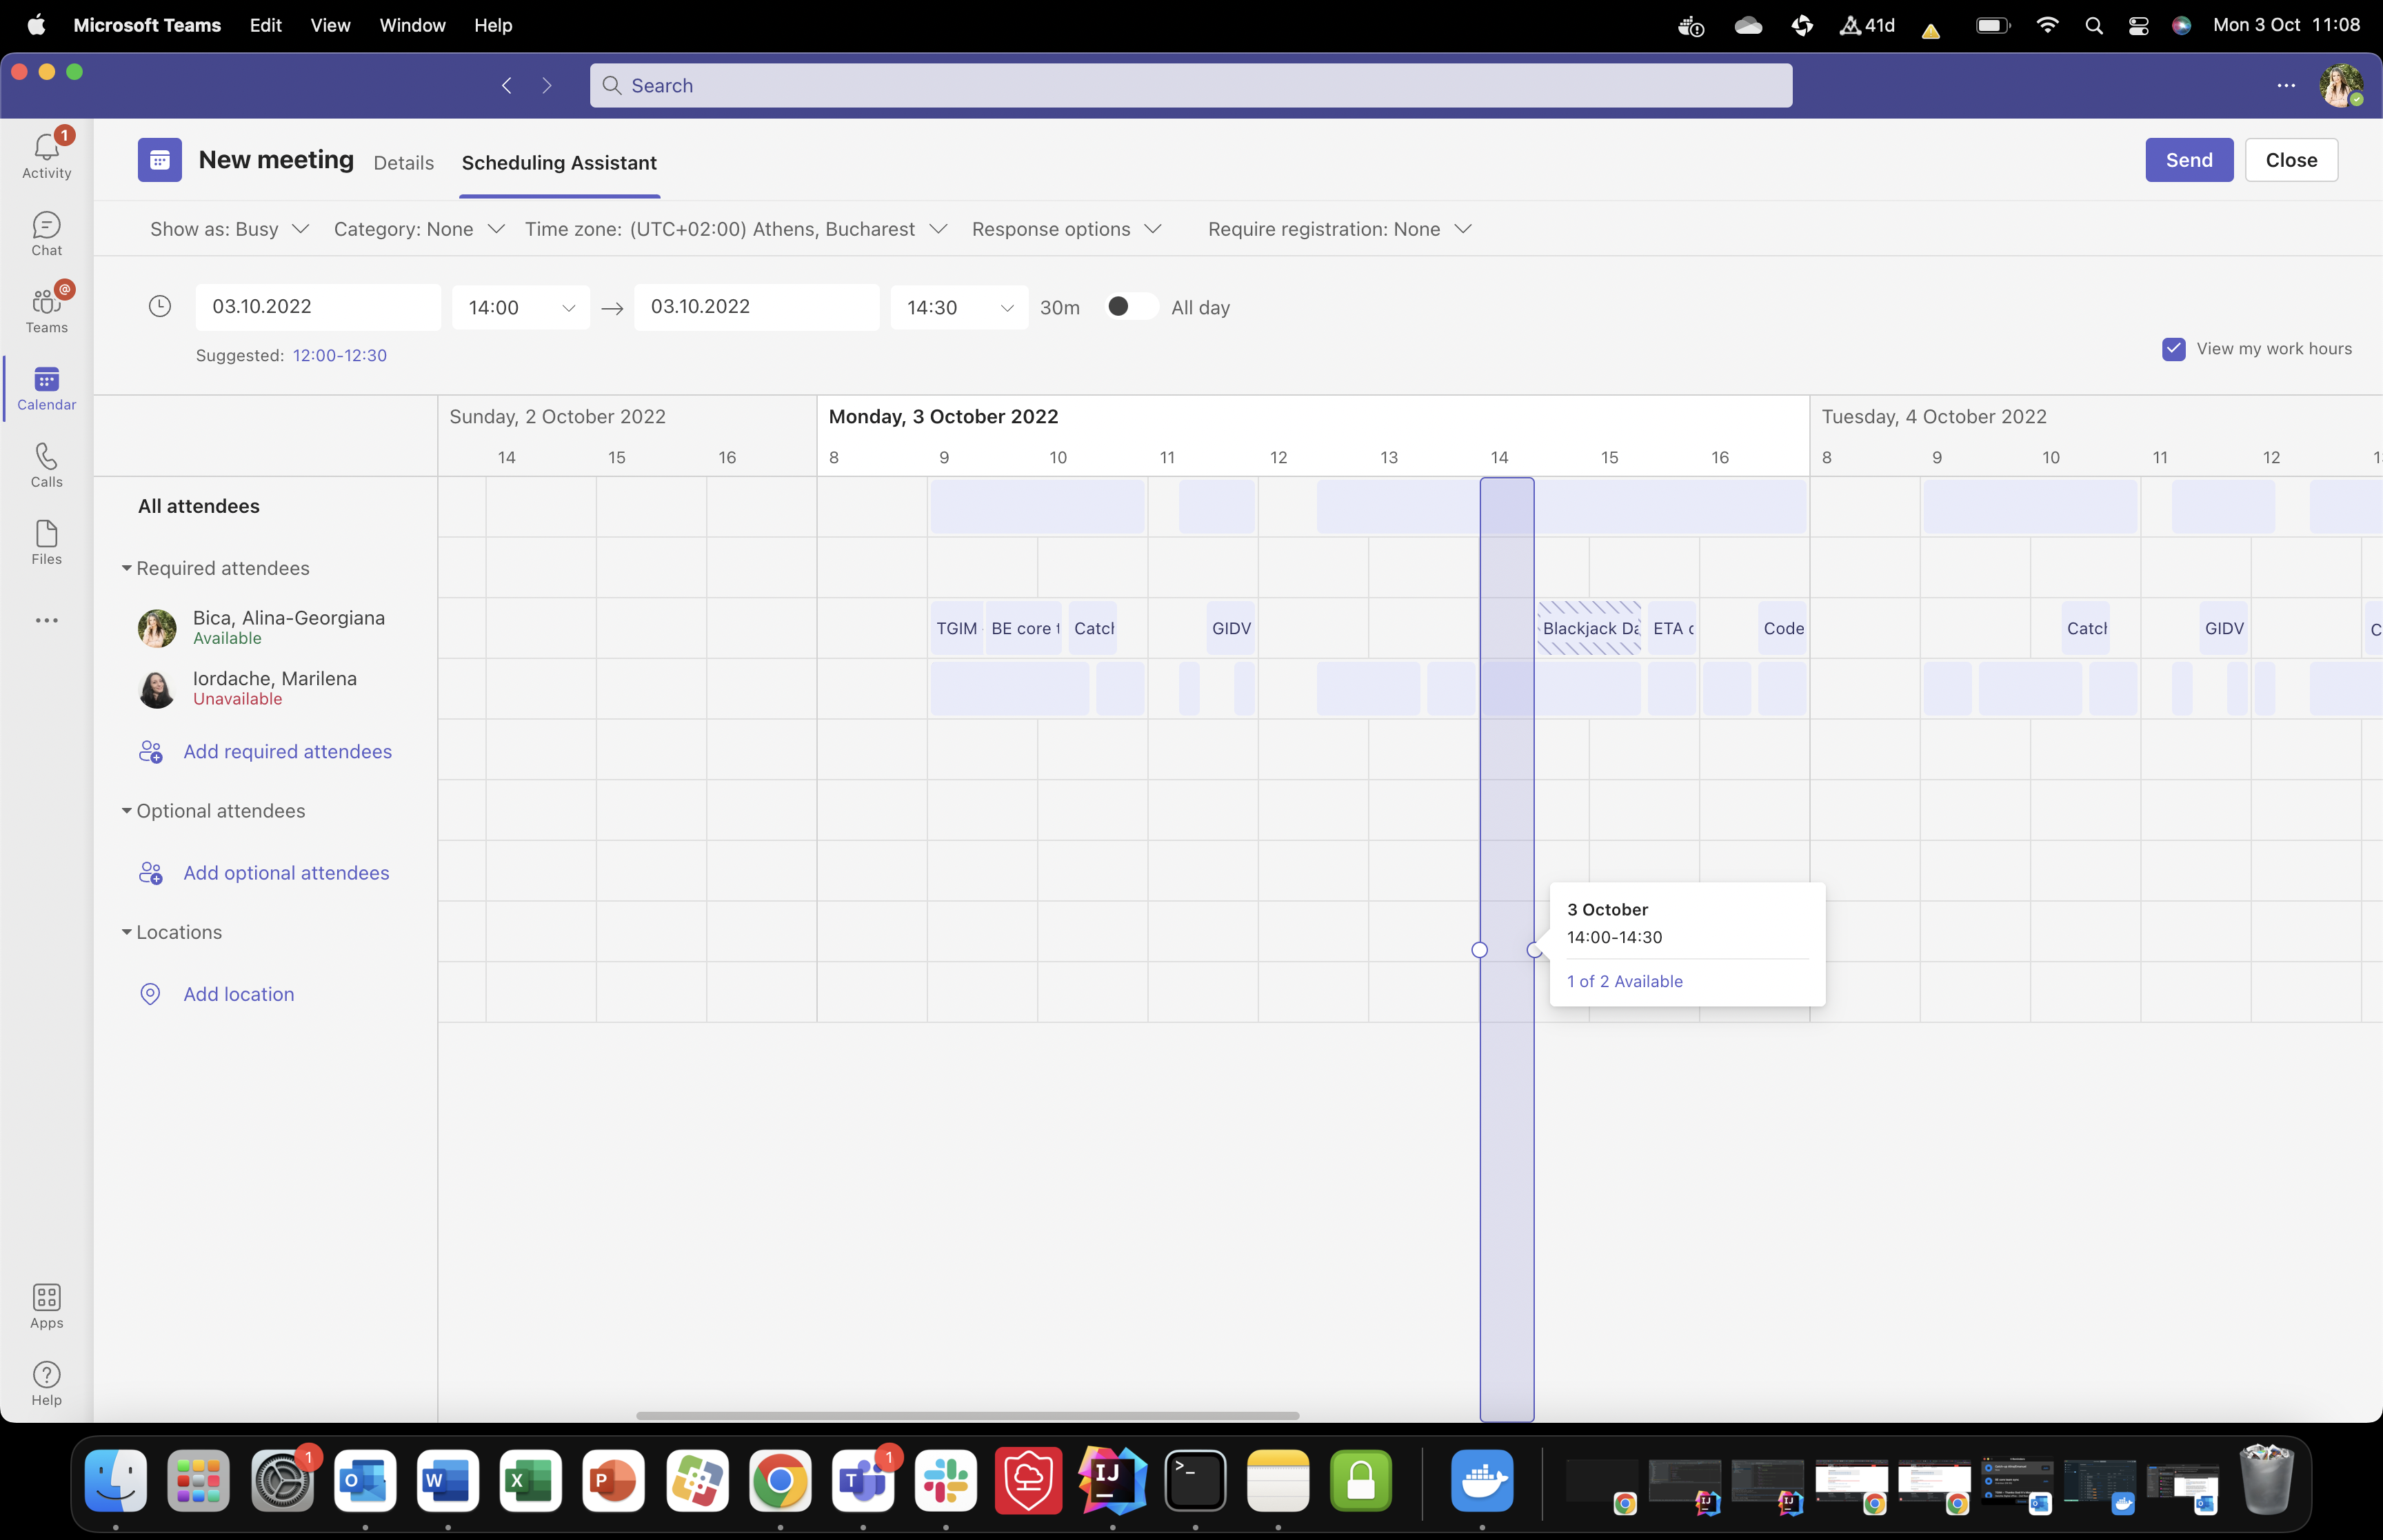 Microsoft Teams Edit View Window Help 41d Mon 3 Oct 11:08
Search
1
Activity
Chat
@
Teams
Calendar
Calls
Files
Apps
Help
New meeting Details Scheduling Assistant Send Close
Show as: Busy Category: None Time zone: (UTC+02:00) Athens, Bucharest Response options Require registration: None
03.10.2022 14:00 → 03.10.2022 14:30 30m All day
Suggested: 12:00-12:30
View my work hours
Sunday, 2 October 2022 Monday, 3 October 2022 Tuesday, 4 October 2022
14 15 16 8 9 10 11 12 13 14 15 16 8 9 10 11 12
All attendees
Required attendees
Bica, Alina-Georgiana
Available
TGIM BE core Catch GIDV Blackjack Da ETA Code Catch GIDV C
Iordache, Marilena
Unavailable
Add required attendees
Optional attendees
Add optional attendees
Locations
Add location
3 October
14:00-14:30
1 of 2 Available
1 O W X P T 1 IJ >_